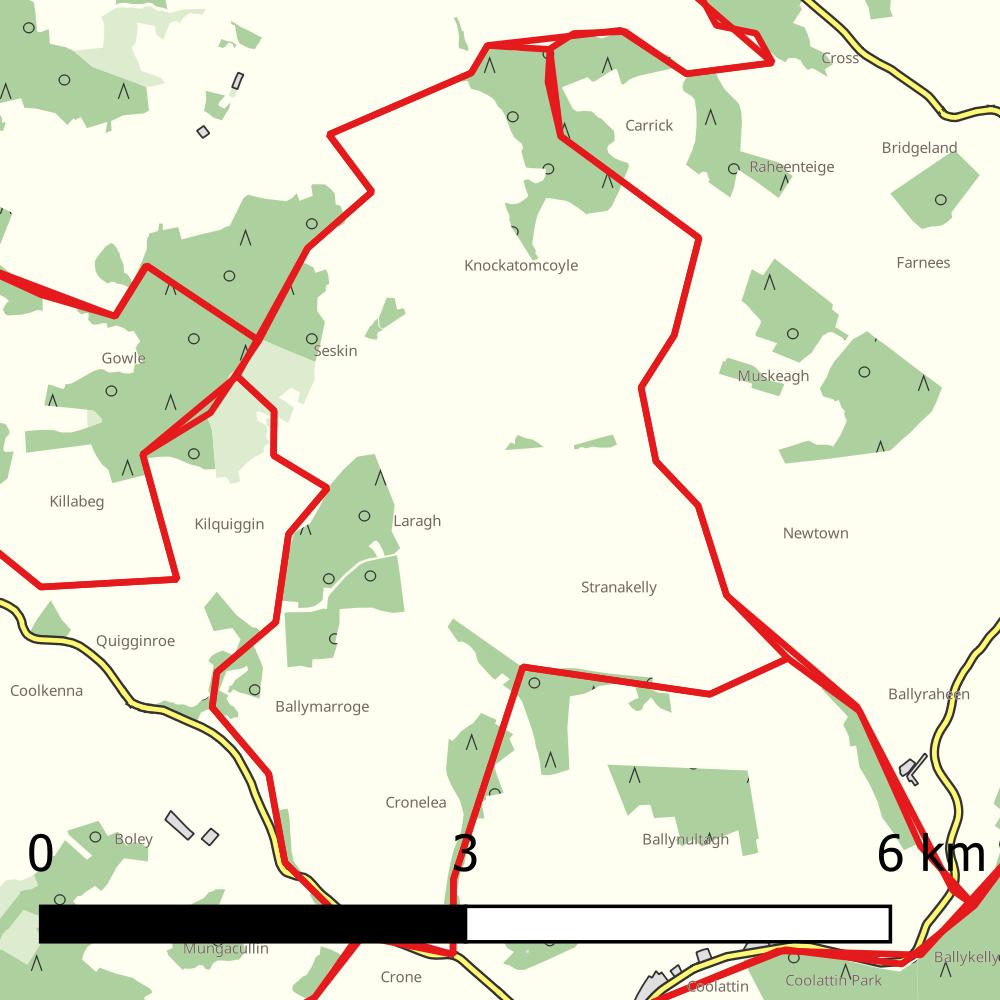 Cross
Carrick
Bridgeland
Raheenteige
Knockatomcoyle
Farnees
Gowle
Seskin
Muskeagh
Killabeg
Kilquiggin
Laragh
Newtown
Stranakelly
Quigginroe
Coolkenna
Ballyraheen
Ballymarroge
Cronelea
Boley
Ballynultagh
0 3 6 km
Mungacullin
Ballykelly
Crone
Coolattin
Coolattin Park